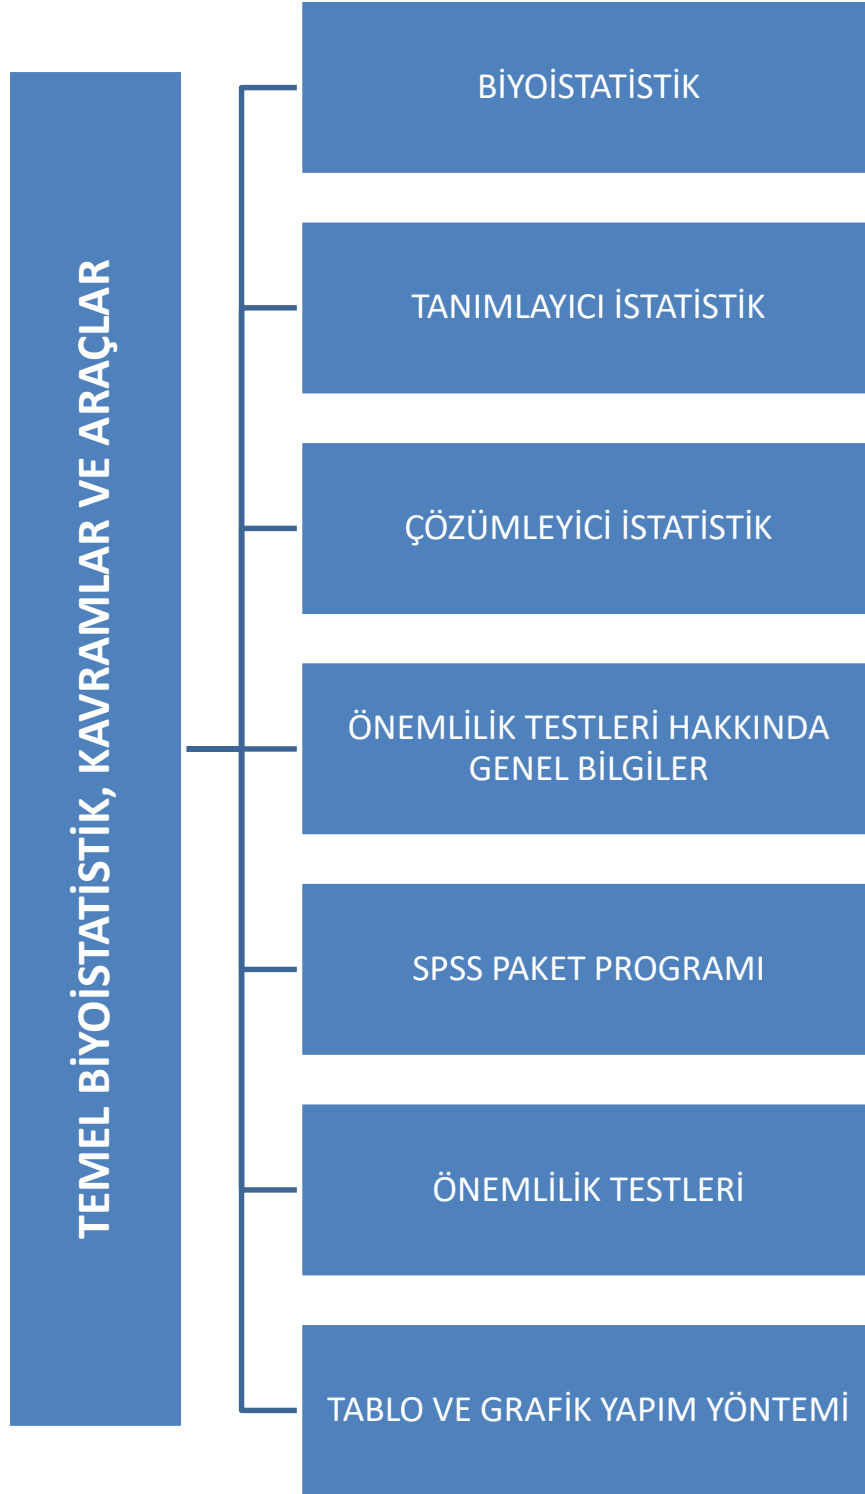 TEMEL BİYOİSTATİSTİK, KAVRAMLAR VE ARAÇLAR
BİYOİSTATİSTİK
TANIMLAYICI İSTATİSTİK
ÇÖZÜMLEYİCİ İSTATİSTİK
ÖNEMLİLİK TESTLERİ HAKKINDA
GENEL BİLGİLER
SPSS PAKET PROGRAMI
ÖNEMLİLİK TESTLERİ
TABLO VE GRAFİK YAPIM YÖNTEMİ